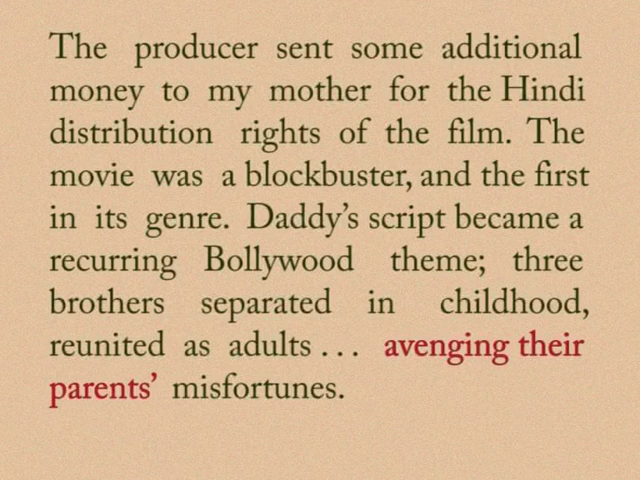 The producer sent some additional
money to my mother for the Hindi
distribution rights of the film. The
movie was a blockbuster, and the first
in its genre. Daddy’s script became a
recurring Bollywood theme; three
brothers separated in childhood,
reunited as adults . . . avenging their
parents’ misfortunes.